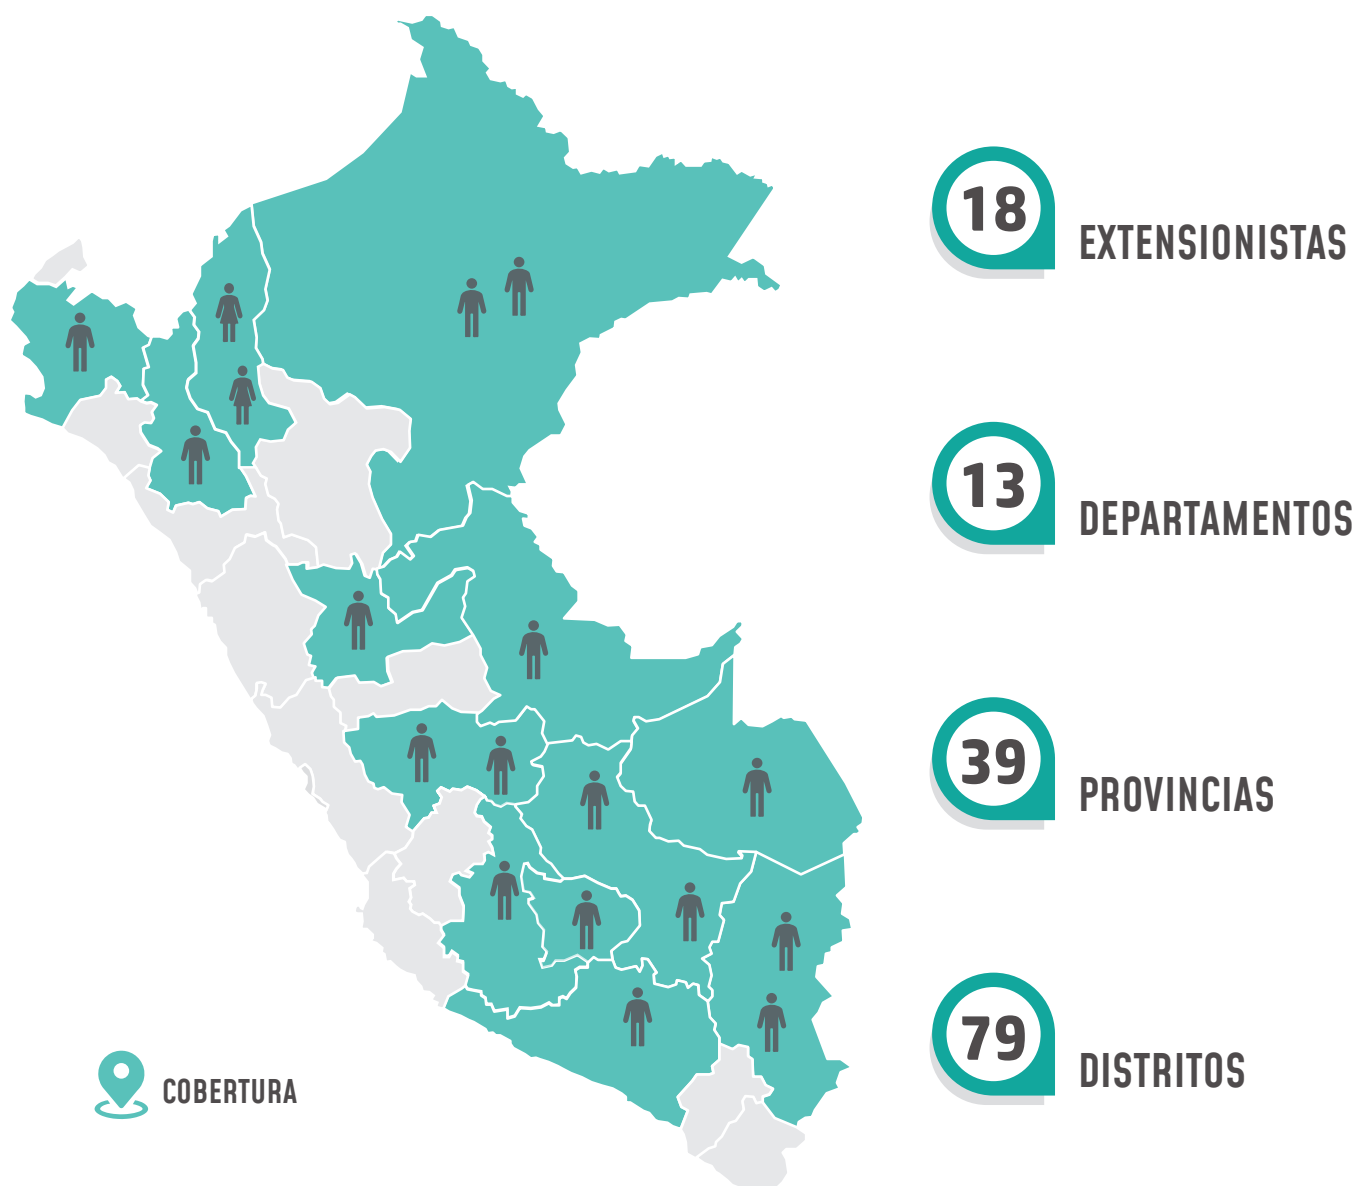 18
EXTENSIONISTAS
13
DEPARTAMENTOS
39
PROVINCIAS
79
DISTRITOS
COBERTURA